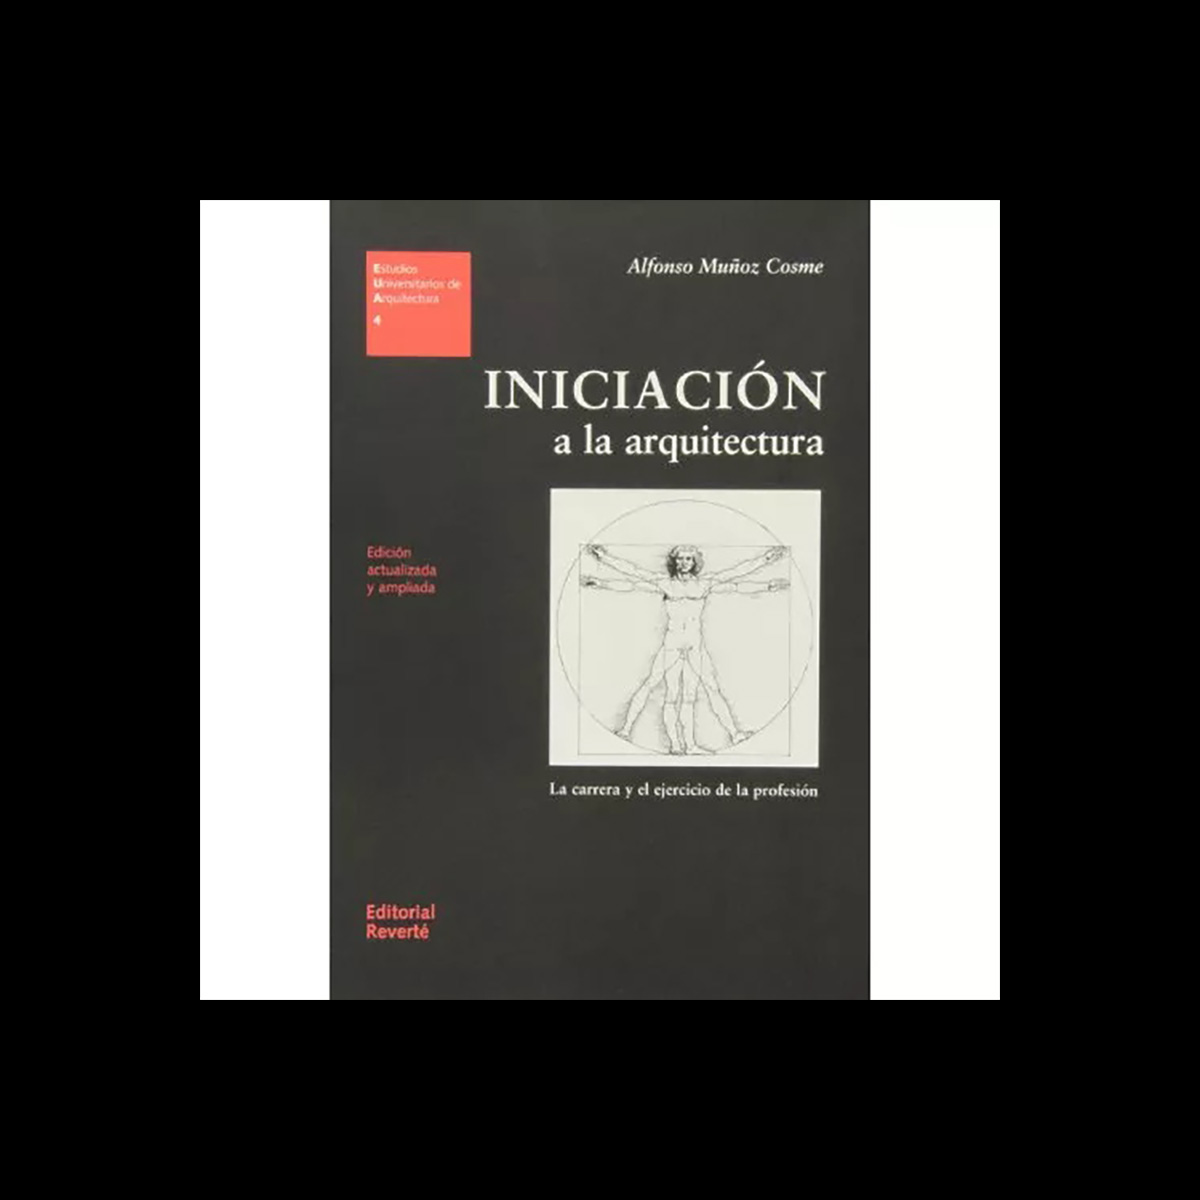 Estudios
Universitarios de
Arquitectura
4
Alfonso Muñoz Cosme
INICIACIÓN
a la arquitectura
Edición
actualizada
y ampliada
La carrera y el ejercicio de la profesión
Editorial
Reverté